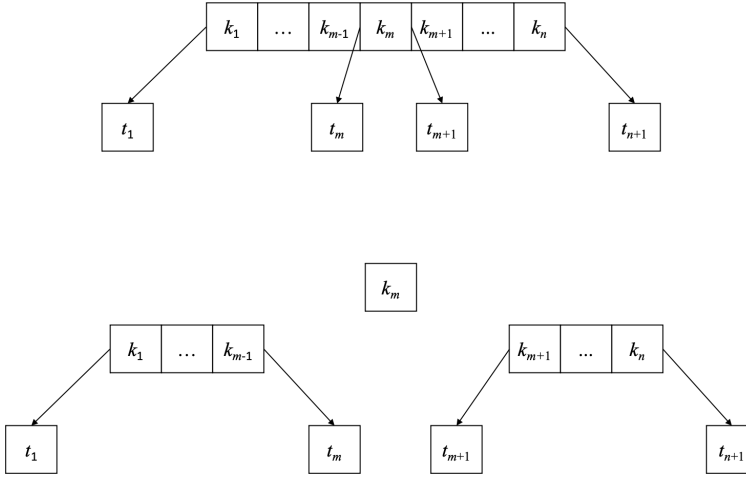 k₁ … kₘ₋₁ kₘ kₘ₊₁ ... kₙ
t₁ tₘ tₘ₊₁ tₙ₊₁
kₘ
k₁ … kₘ₋₁ kₘ₊₁ ... kₙ
t₁ tₘ tₘ₊₁ tₙ₊₁